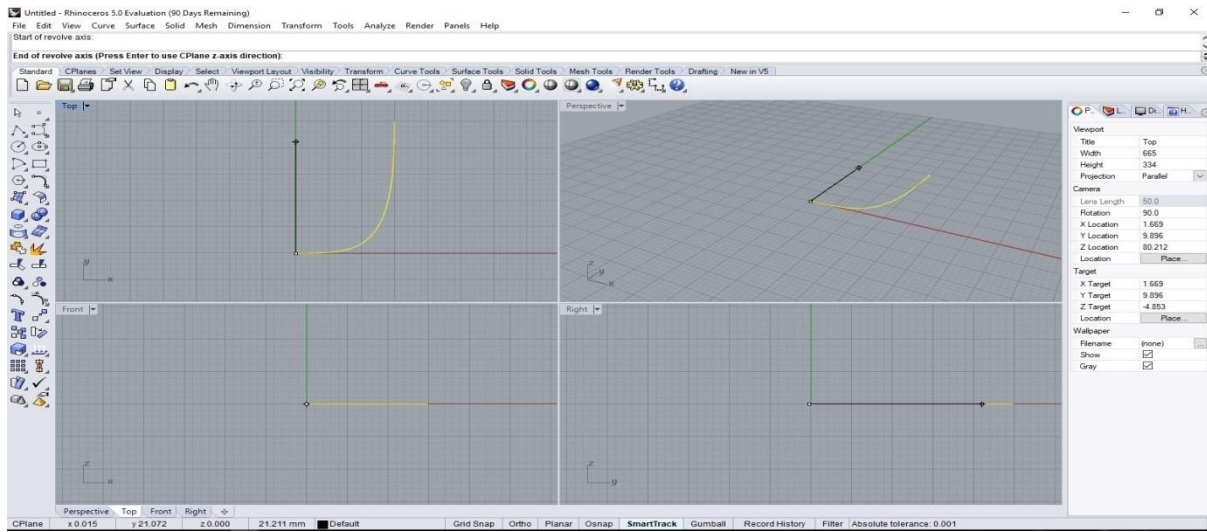 Untitled - Rhinoceros 5.0 Evaluation (90 Days Remaining)
File Edit View Curve Surface Solid Mesh Dimension Transform Tools Analyze Render Panels Help
Start of revolve axis:
End of revolve axis (Press Enter to use CPlane z-axis direction):
Standard CPlanes Set View Display Select Viewport Layout Visibility Transform Curve Tools Surface Tools Solid Tools Mesh Tools Render Tools Drafting New in V5
Top
y
x
Perspective
z
y
x
Front
z
x
Right
z
y
P... L... Di... H...
Viewport
Title Top
Width 665
Height 334
Projection Parallel
Camera
Lens Length 50.0
Rotation 90.0
X Location 1.669
Y Location 9.896
Z Location 80.212
Location Place...
Target
X Target 1.669
Y Target 9.896
Z Target -4.853
Location Place...
Wallpaper
Filename (none) ...
Show
Gray
Perspective Top Front Right
CPlane x 0.015 y 21.072 z 0.000 21.211 mm Default Grid Snap Ortho Planar Osnap SmartTrack Gumball Record History Filter Absolute tolerance: 0.001